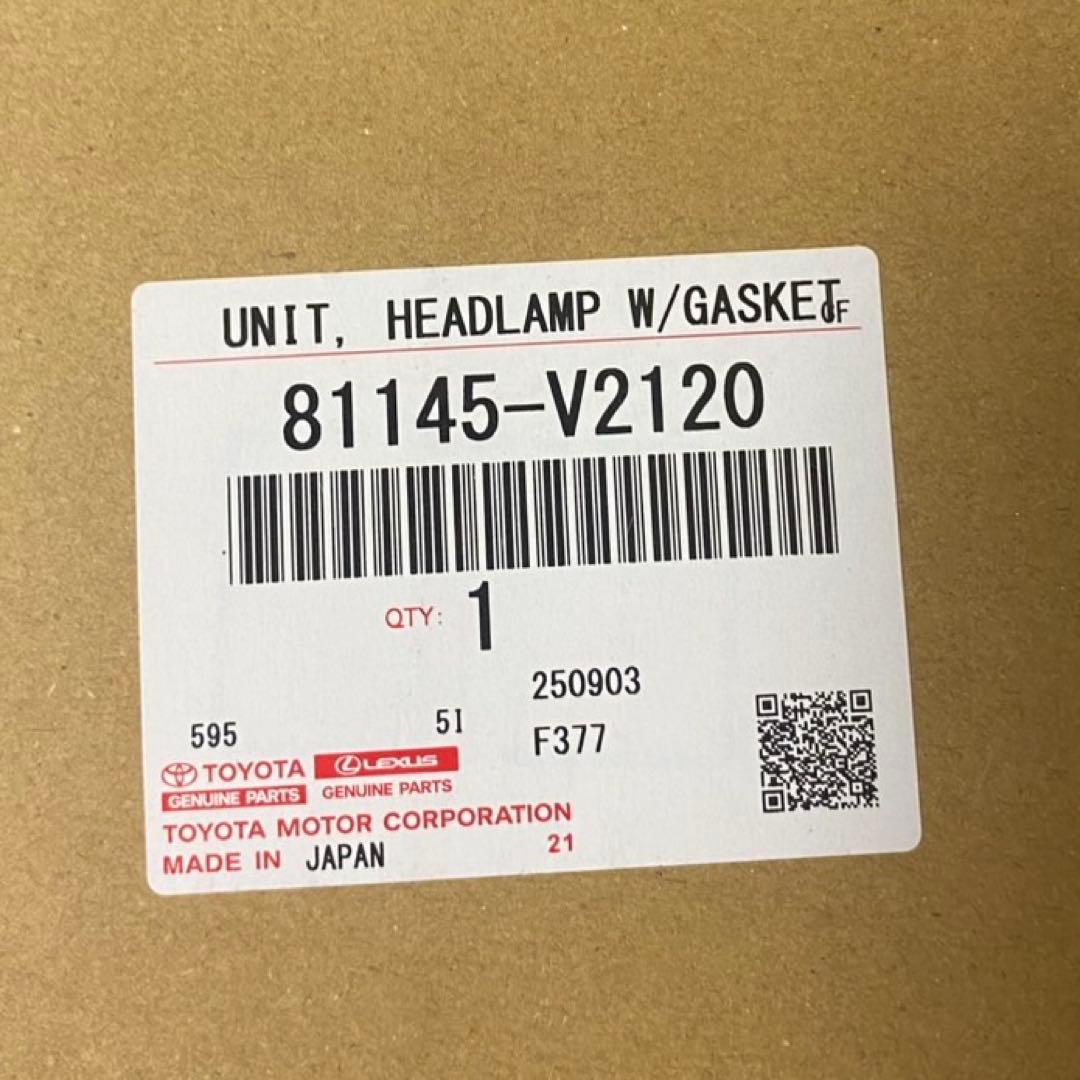 UNIT, HEADLAMP W/GASKET JF
81145-V2120
QTY: 1
250903
595 51 F377
TOYOTA LEXUS
GENUINE PARTS GENUINE PARTS
TOYOTA MOTOR CORPORATION
MADE IN JAPAN 21